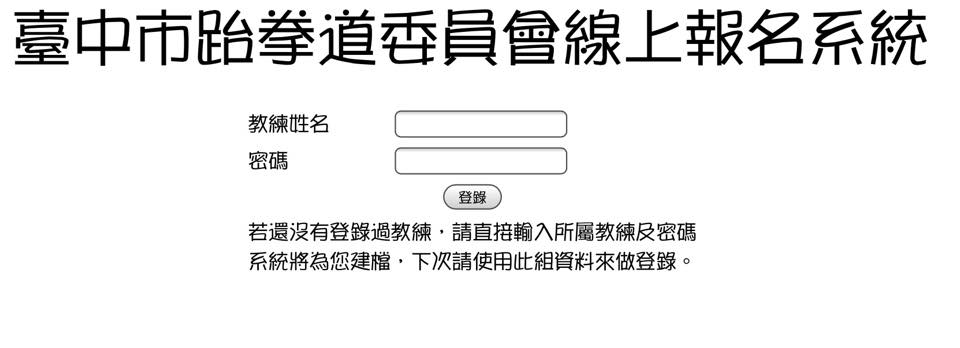 臺中市跆拳道委員會線上報名系統
教練姓名
密碼
登錄
若還沒有登錄過教練，請直接輸入所屬教練及密碼
系統將為您建檔，下次請使用此組資料來做登錄。